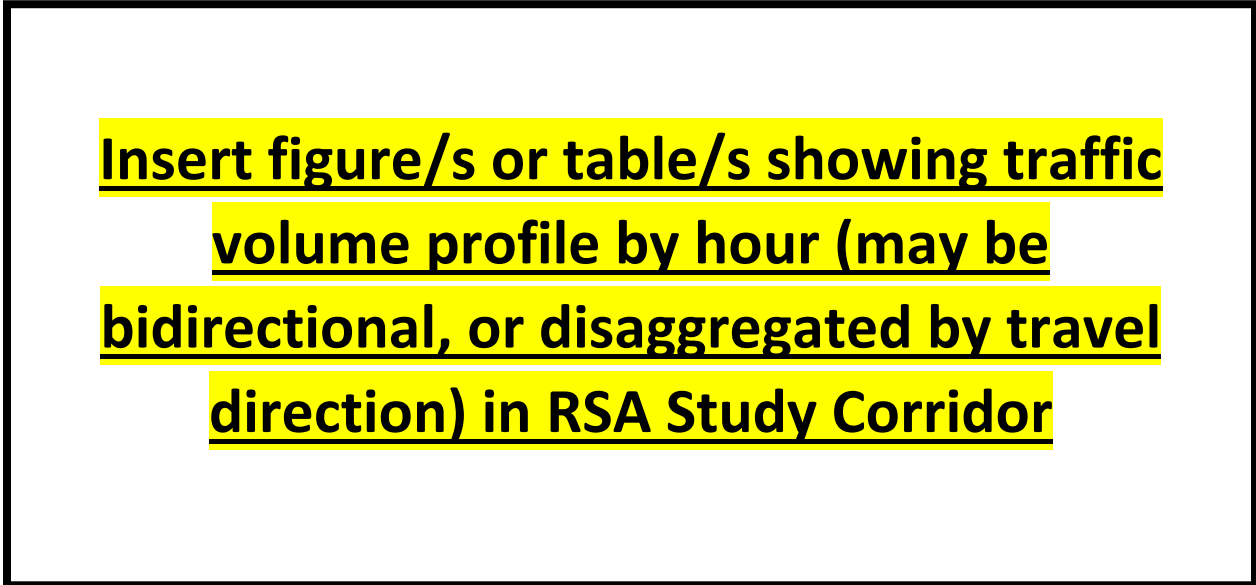 Insert figure/s or table/s showing traffic
volume profile by hour (may be
bidirectional, or disaggregated by travel
direction) in RSA Study Corridor